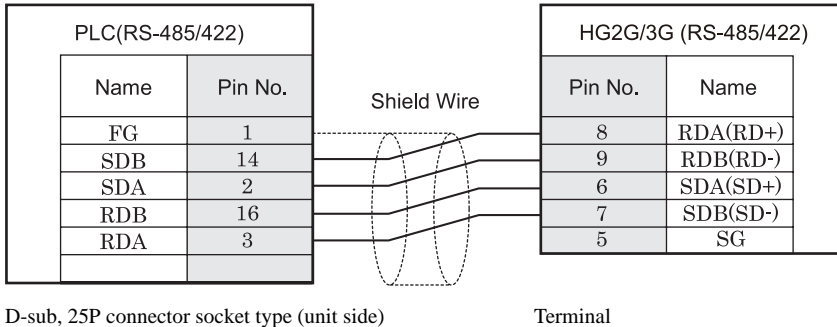 PLC(RS-485/422)
Name Pin No.
FG 1
SDB 14
SDA 2
RDB 16
RDA 3
Shield Wire
HG2G/3G (RS-485/422)
Pin No. Name
8 RDA(RD+)
9 RDB(RD-)
6 SDA(SD+)
7 SDB(SD-)
5 SG
D-sub, 25P connector socket type (unit side)
Terminal